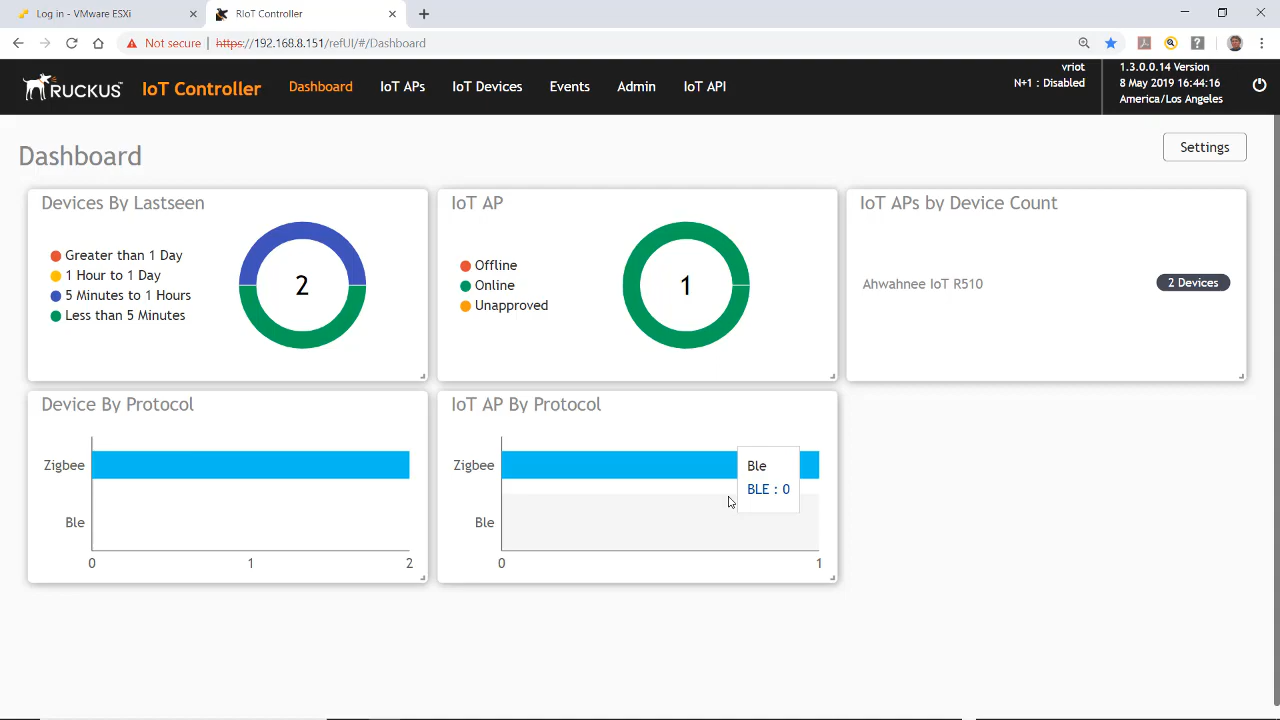 Log in - VMware ESXi
RIoT Controller
Not secure | https://192.168.8.151/refUI/#/Dashboard
RUCKUS™ IoT Controller
Dashboard
IoT APs
IoT Devices
Events
Admin
IoT API
vriot
N+1 : Disabled
1.3.0.0.14 Version
8 May 2019 16:44:16
America/Los Angeles
Dashboard
Settings
Devices By Lastseen
Greater than 1 Day
1 Hour to 1 Day
5 Minutes to 1 Hours
Less than 5 Minutes
2
IoT AP
Offline
Online
Unapproved
1
IoT APs by Device Count
Ahwahnee IoT R510
2 Devices
Device By Protocol
Zigbee
Ble
0 1 2
IoT AP By Protocol
Zigbee
Ble
0 1
Ble
BLE : 0